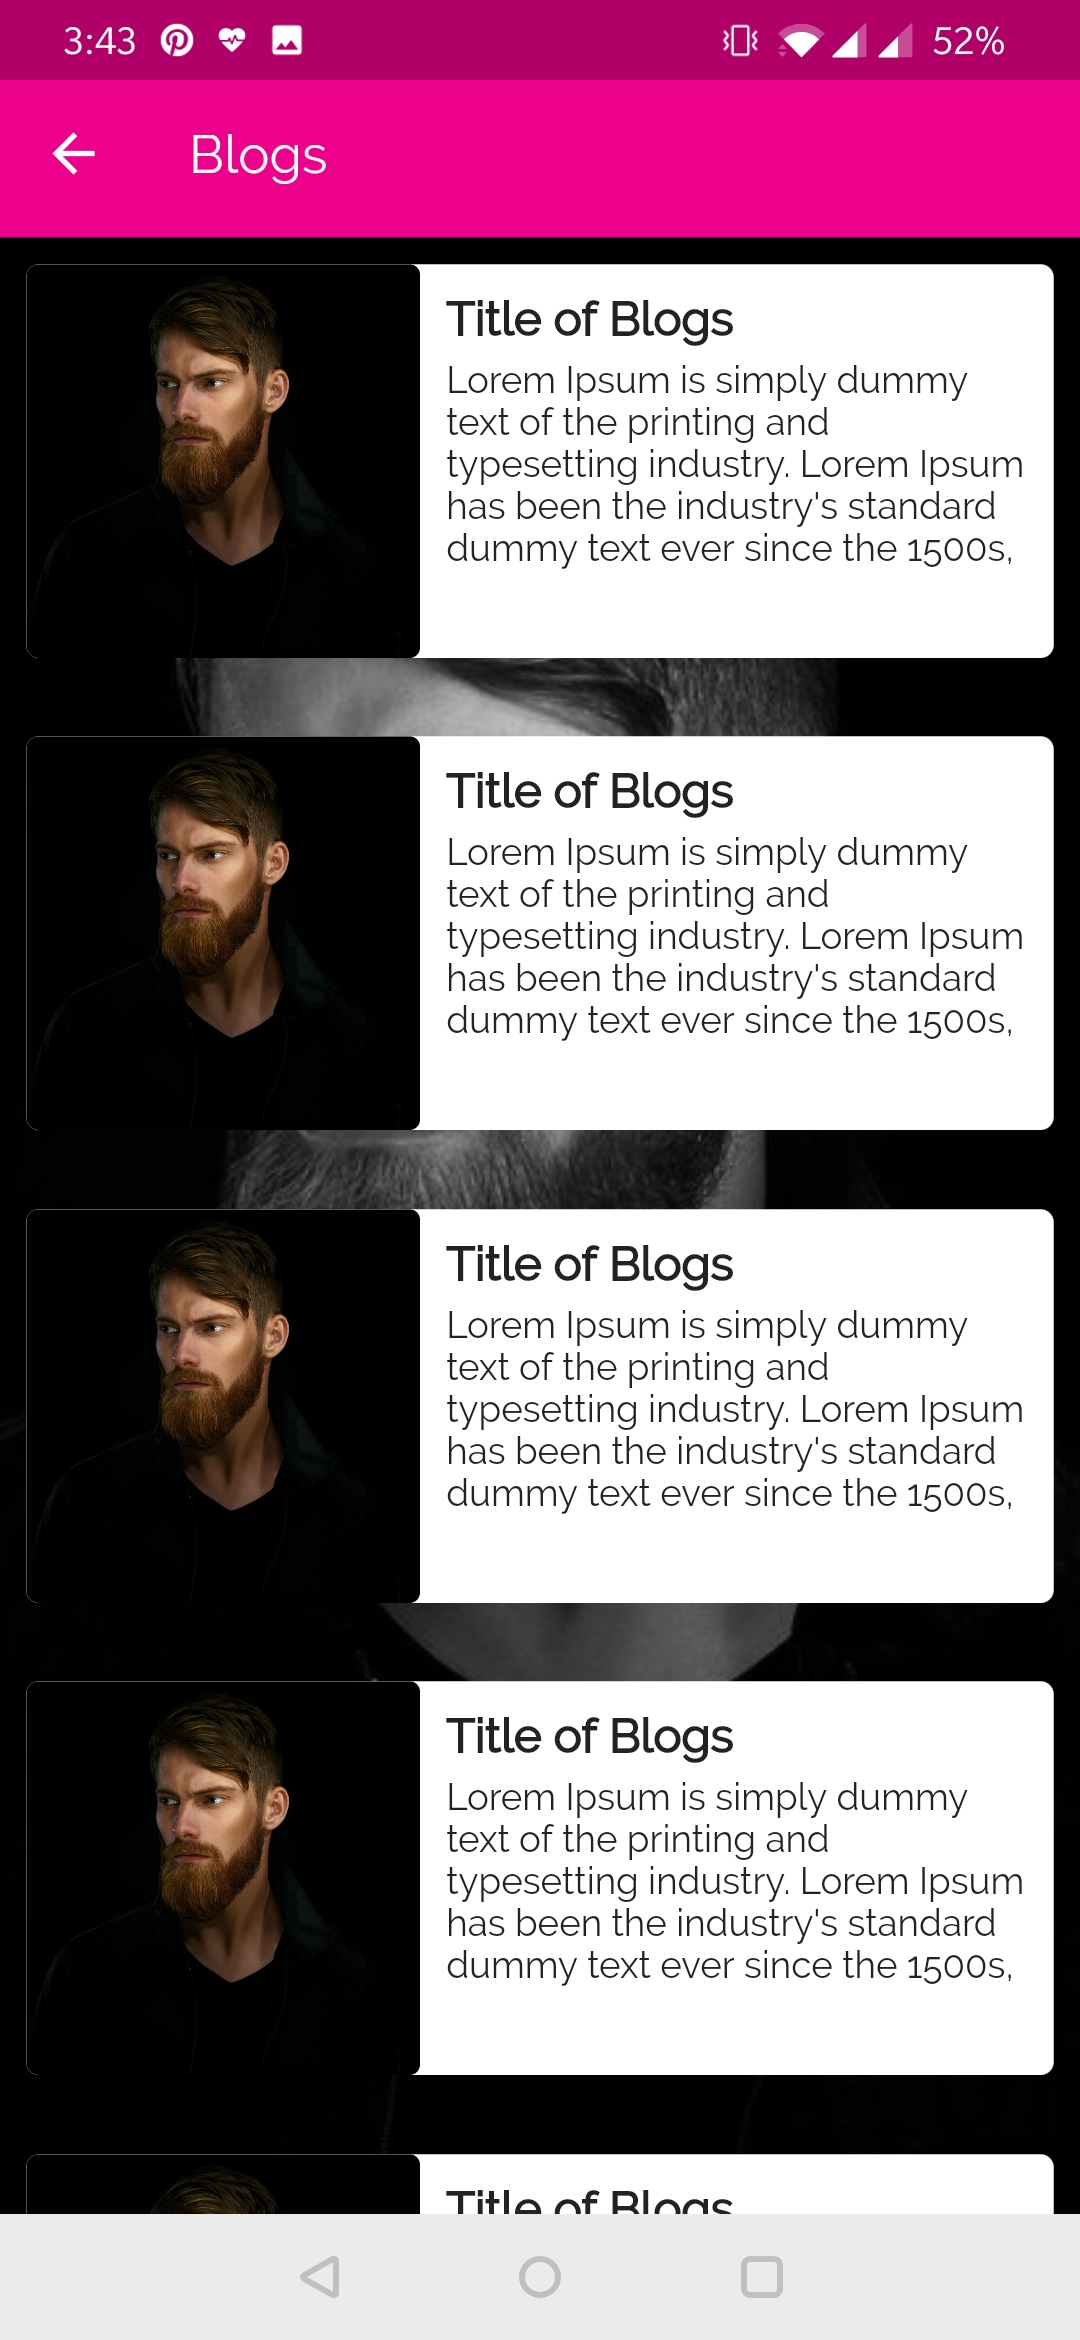 3:43
52%
Blogs
Title of Blogs
Lorem Ipsum is simply dummy
text of the printing and
typesetting industry. Lorem Ipsum
has been the industry's standard
dummy text ever since the 1500s,
Title of Blogs
Lorem Ipsum is simply dummy
text of the printing and
typesetting industry. Lorem Ipsum
has been the industry's standard
dummy text ever since the 1500s,
Title of Blogs
Lorem Ipsum is simply dummy
text of the printing and
typesetting industry. Lorem Ipsum
has been the industry's standard
dummy text ever since the 1500s,
Title of Blogs
Lorem Ipsum is simply dummy
text of the printing and
typesetting industry. Lorem Ipsum
has been the industry's standard
dummy text ever since the 1500s,
Title of Blogs